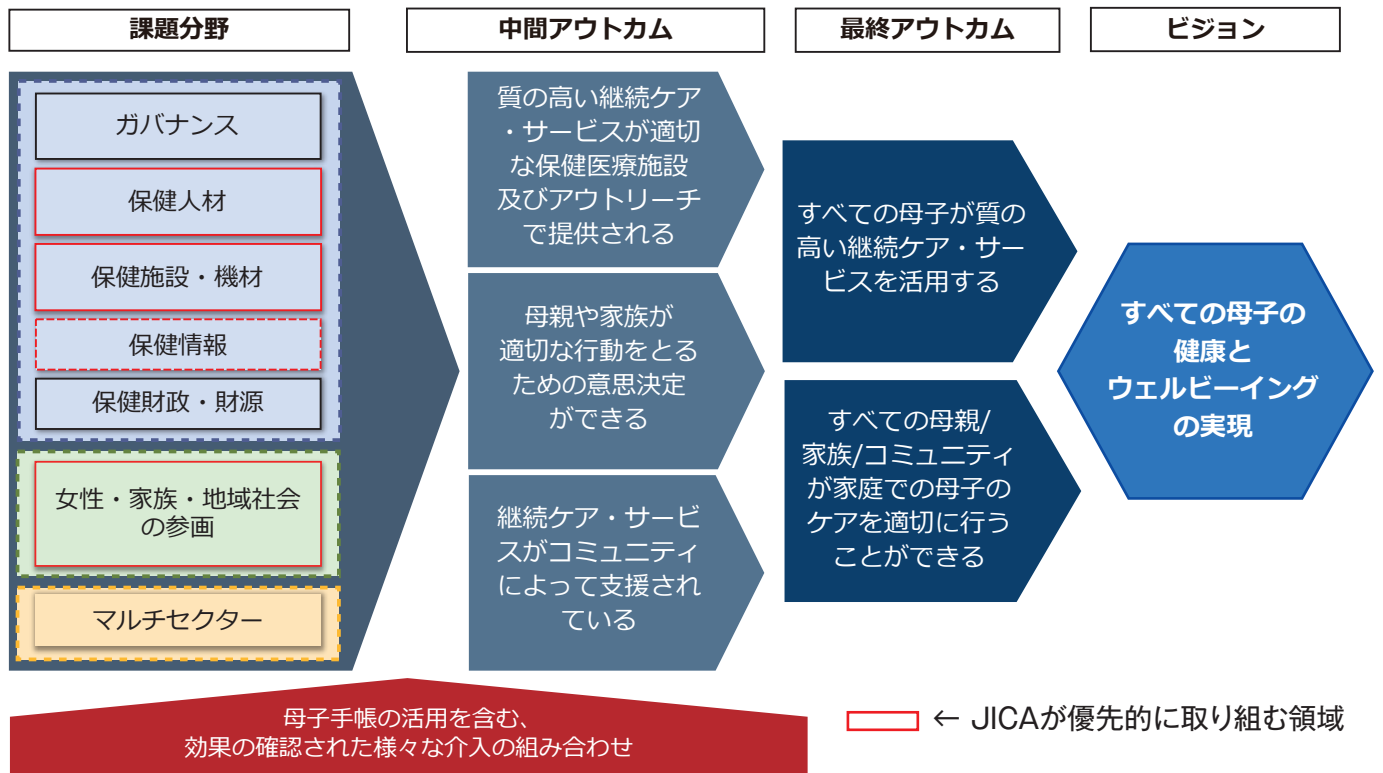 課題分野
中間アウトカム
最終アウトカム
ビジョン
ガバナンス
保健人材
保健施設・機材
保健情報
保健財政・財源
女性・家族・地域社会
の参画
マルチセクター
質の高い継続ケア
・サービスが適切
な保健医療施設
及びアウトリーチ
で提供される
母親や家族が
適切な行動をとる
ための意思決定
ができる
継続ケア・サービ
スがコミュニティ
によって支援され
ている
すべての母子が質の
高い継続ケア・サー
ビスを活用する
すべての母親/
家族/コミュニティ
が家庭での母子の
ケアを適切に行う
ことができる
すべての母子の
健康と
ウェルビーイング
の実現
母子手帳の活用を含む、
効果の確認された様々な介入の組み合わせ
← JICAが優先的に取り組む領域